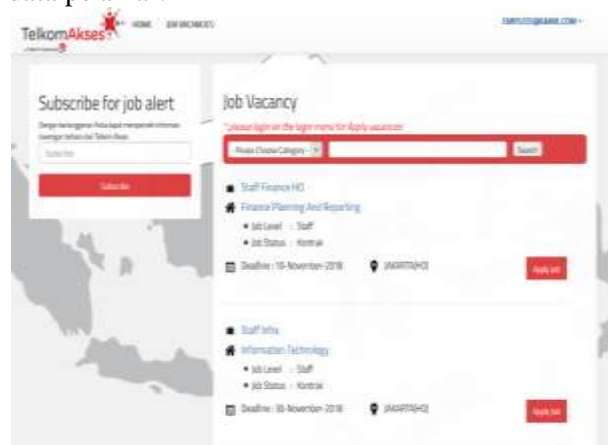 TelkomAkses
HOME JOB VACANCIES
Subscribe for job alert
Subscribe
Subscribe
Job Vacancy
*please login on the login menu for Apply vacancies
- Please Choose Category - Search
Staff Finance HO
Finance Planning And Reporting
• Job Level : Staff
• Job Status : Kontrak
Deadline : 10-November-2018 JAKARTA(HO) Apply Job
Staff Infra
Information Technology
• Job Level : Staff
• Job Status : Kontrak
Deadline : 30-November-2018 JAKARTA(HO) Apply Job